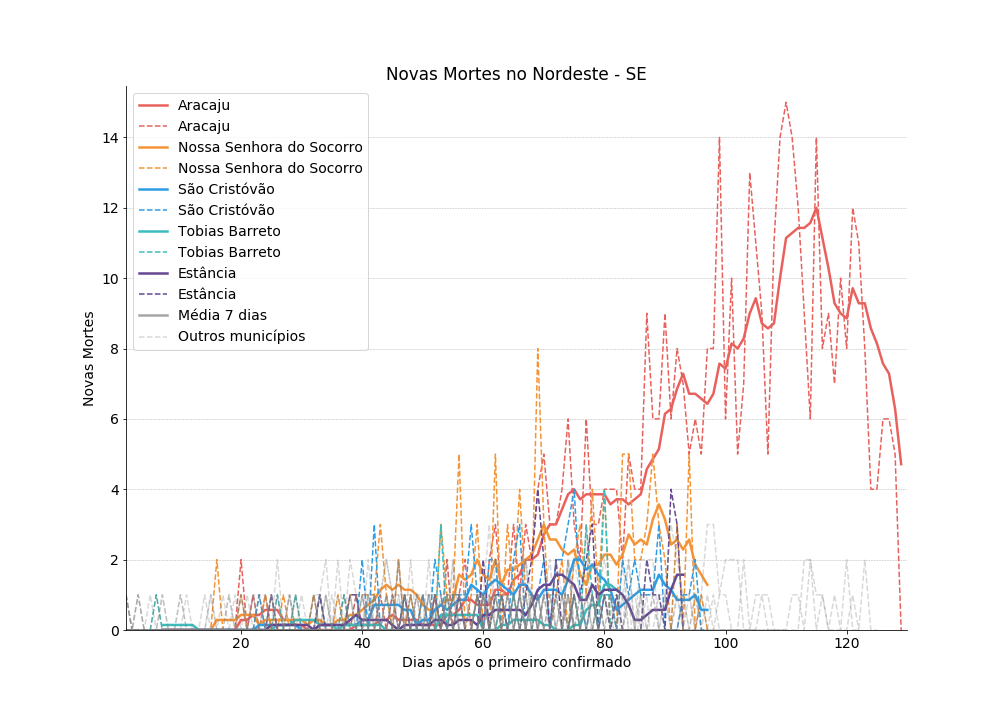 Novas Mortes no Nordeste - SE
Aracaju
Aracaju
Nossa Senhora do Socorro
Nossa Senhora do Socorro
São Cristóvão
São Cristóvão
Tobias Barreto
Tobias Barreto
Estância
Estância
Média 7 dias
Outros municípios
Novas Mortes
14
12
10
8
6
4
2
0
20
40
60
80
100
120
Dias após o primeiro confirmado